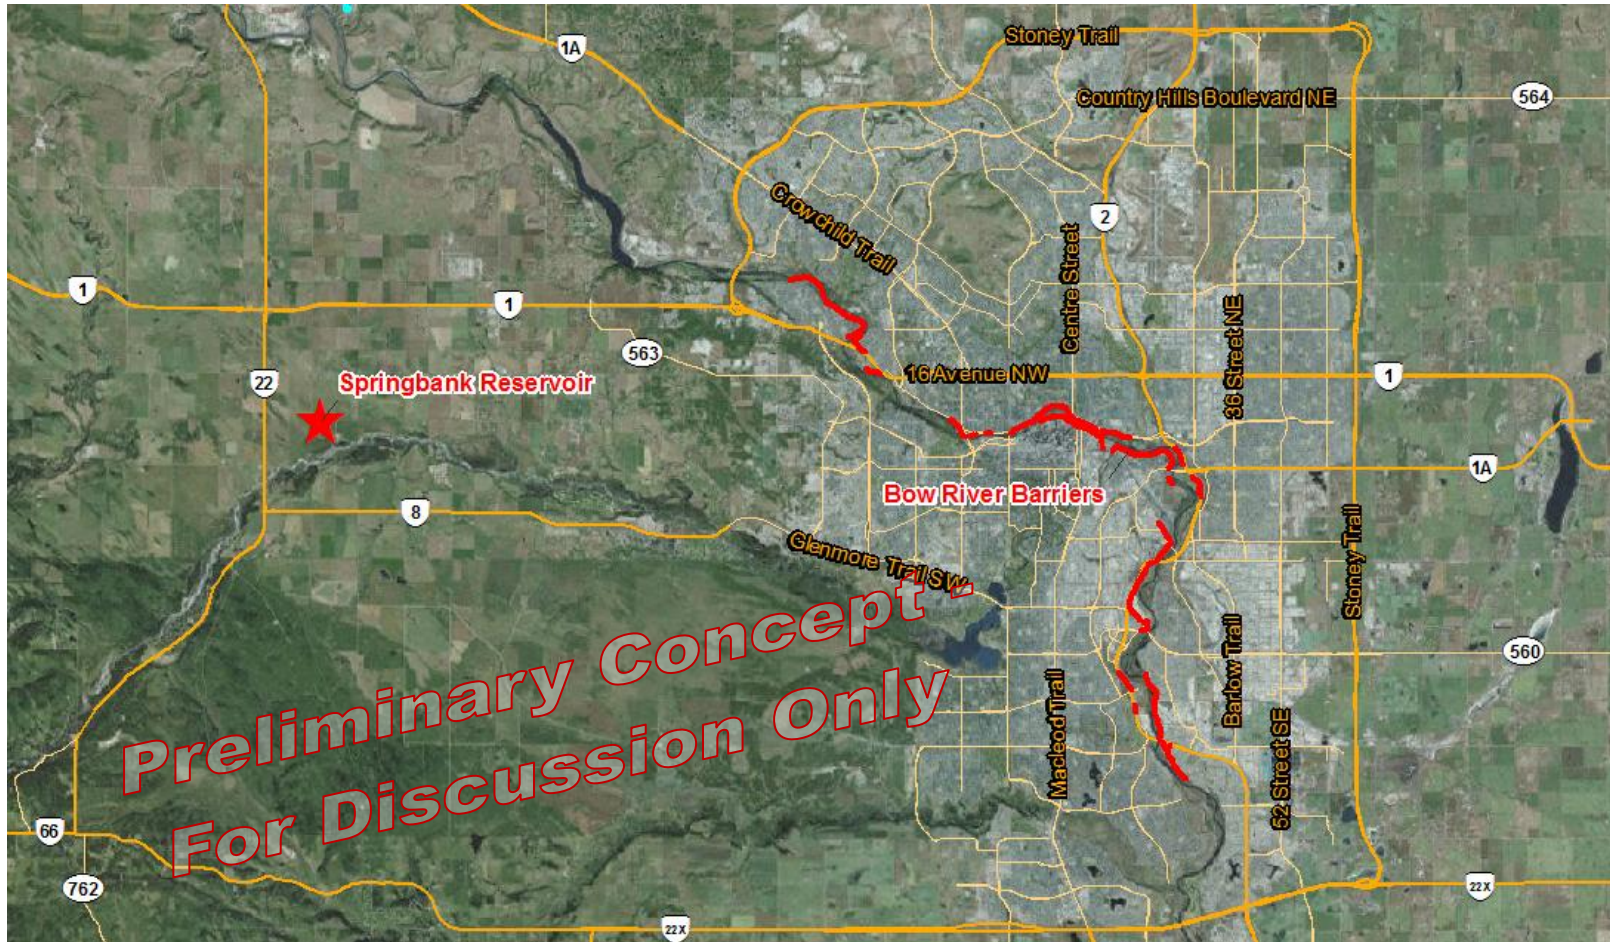 Stoney Trail
1A
Country Hills Boulevard NE
564
Crowchild Trail
2
Centre Street
1
1
563
36 Street NE
16 Avenue NW
1
22
Springbank Reservoir
Bow River Barriers
1A
8
Glenmore Trail SW
Stoney Trail
Preliminary Concept -
For Discussion Only
560
Barlow Trail
Macleod Trail
52 Street SE
66
762
22X
22X